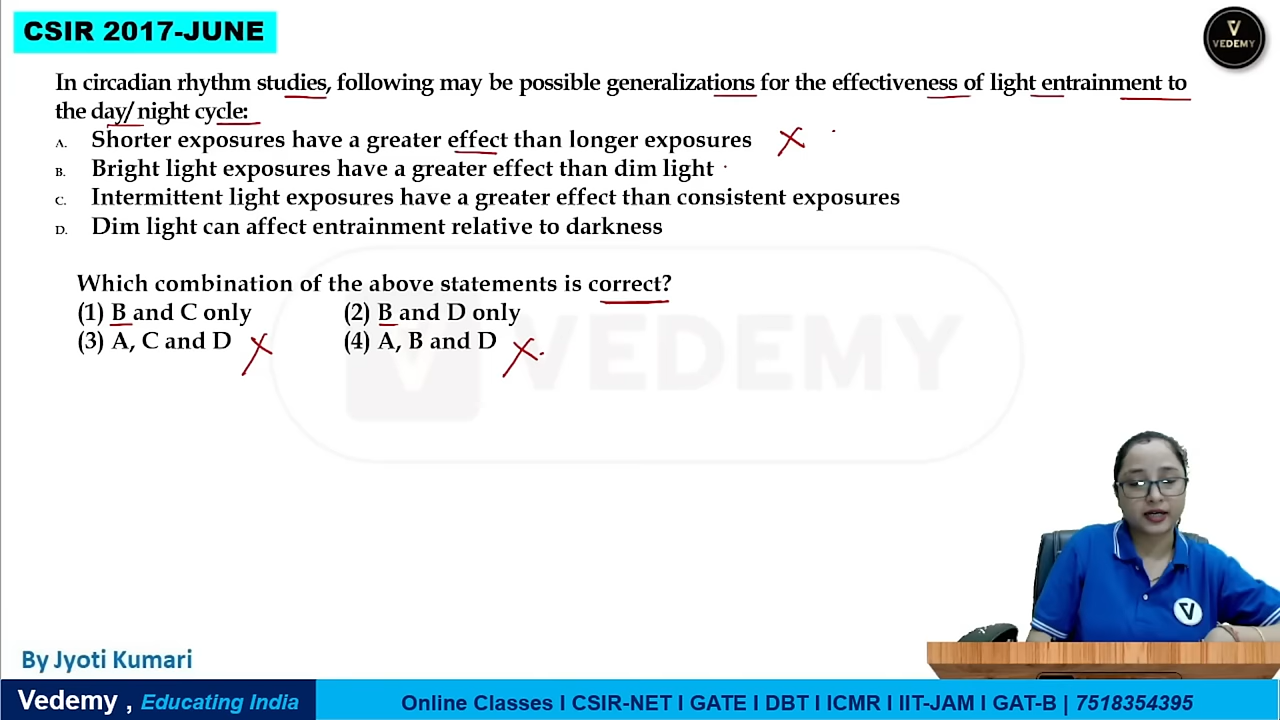 CSIR 2017-JUNE
VEDEMY
In circadian rhythm studies, following may be possible generalizations for the effectiveness of light entrainment to
the day/ night cycle:
A. Shorter exposures have a greater effect than longer exposures
B. Bright light exposures have a greater effect than dim light
C. Intermittent light exposures have a greater effect than consistent exposures
D. Dim light can affect entrainment relative to darkness
Which combination of the above statements is correct?
(1) B and C only (2) B and D only
(3) A, C and D (4) A, B and D
VEDEMY
By Jyoti Kumari
Vedemy , Educating India
Online Classes I CSIR-NET I GATE I DBT I ICMR I IIT-JAM I GAT-B | 7518354395